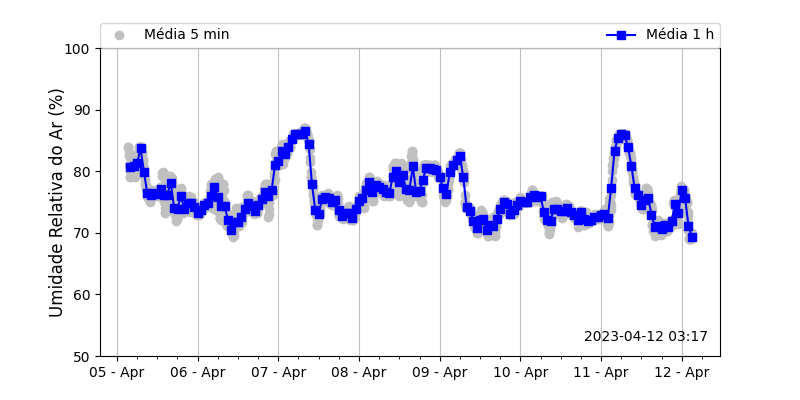 Média 5 min
Média 1 h
Umidade Relativa do Ar (%)
100
90
80
70
60
50
2023-04-12 03:17
05 - Apr
06 - Apr
07 - Apr
08 - Apr
09 - Apr
10 - Apr
11 - Apr
12 - Apr